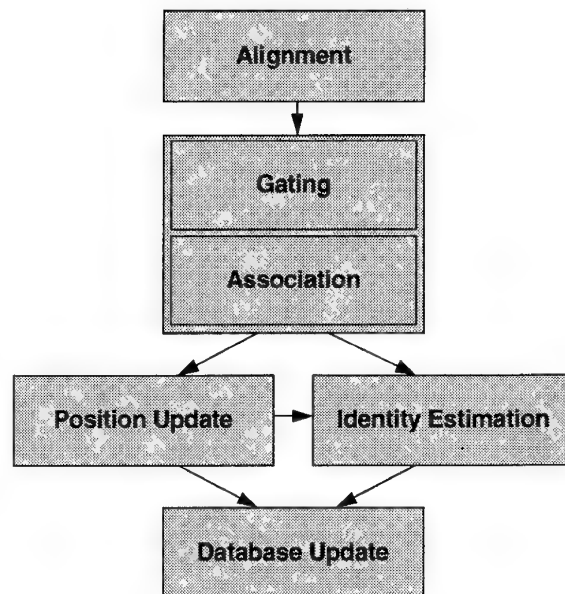 Alignment
Gating
Association
Position Update
Identity Estimation
Database Update